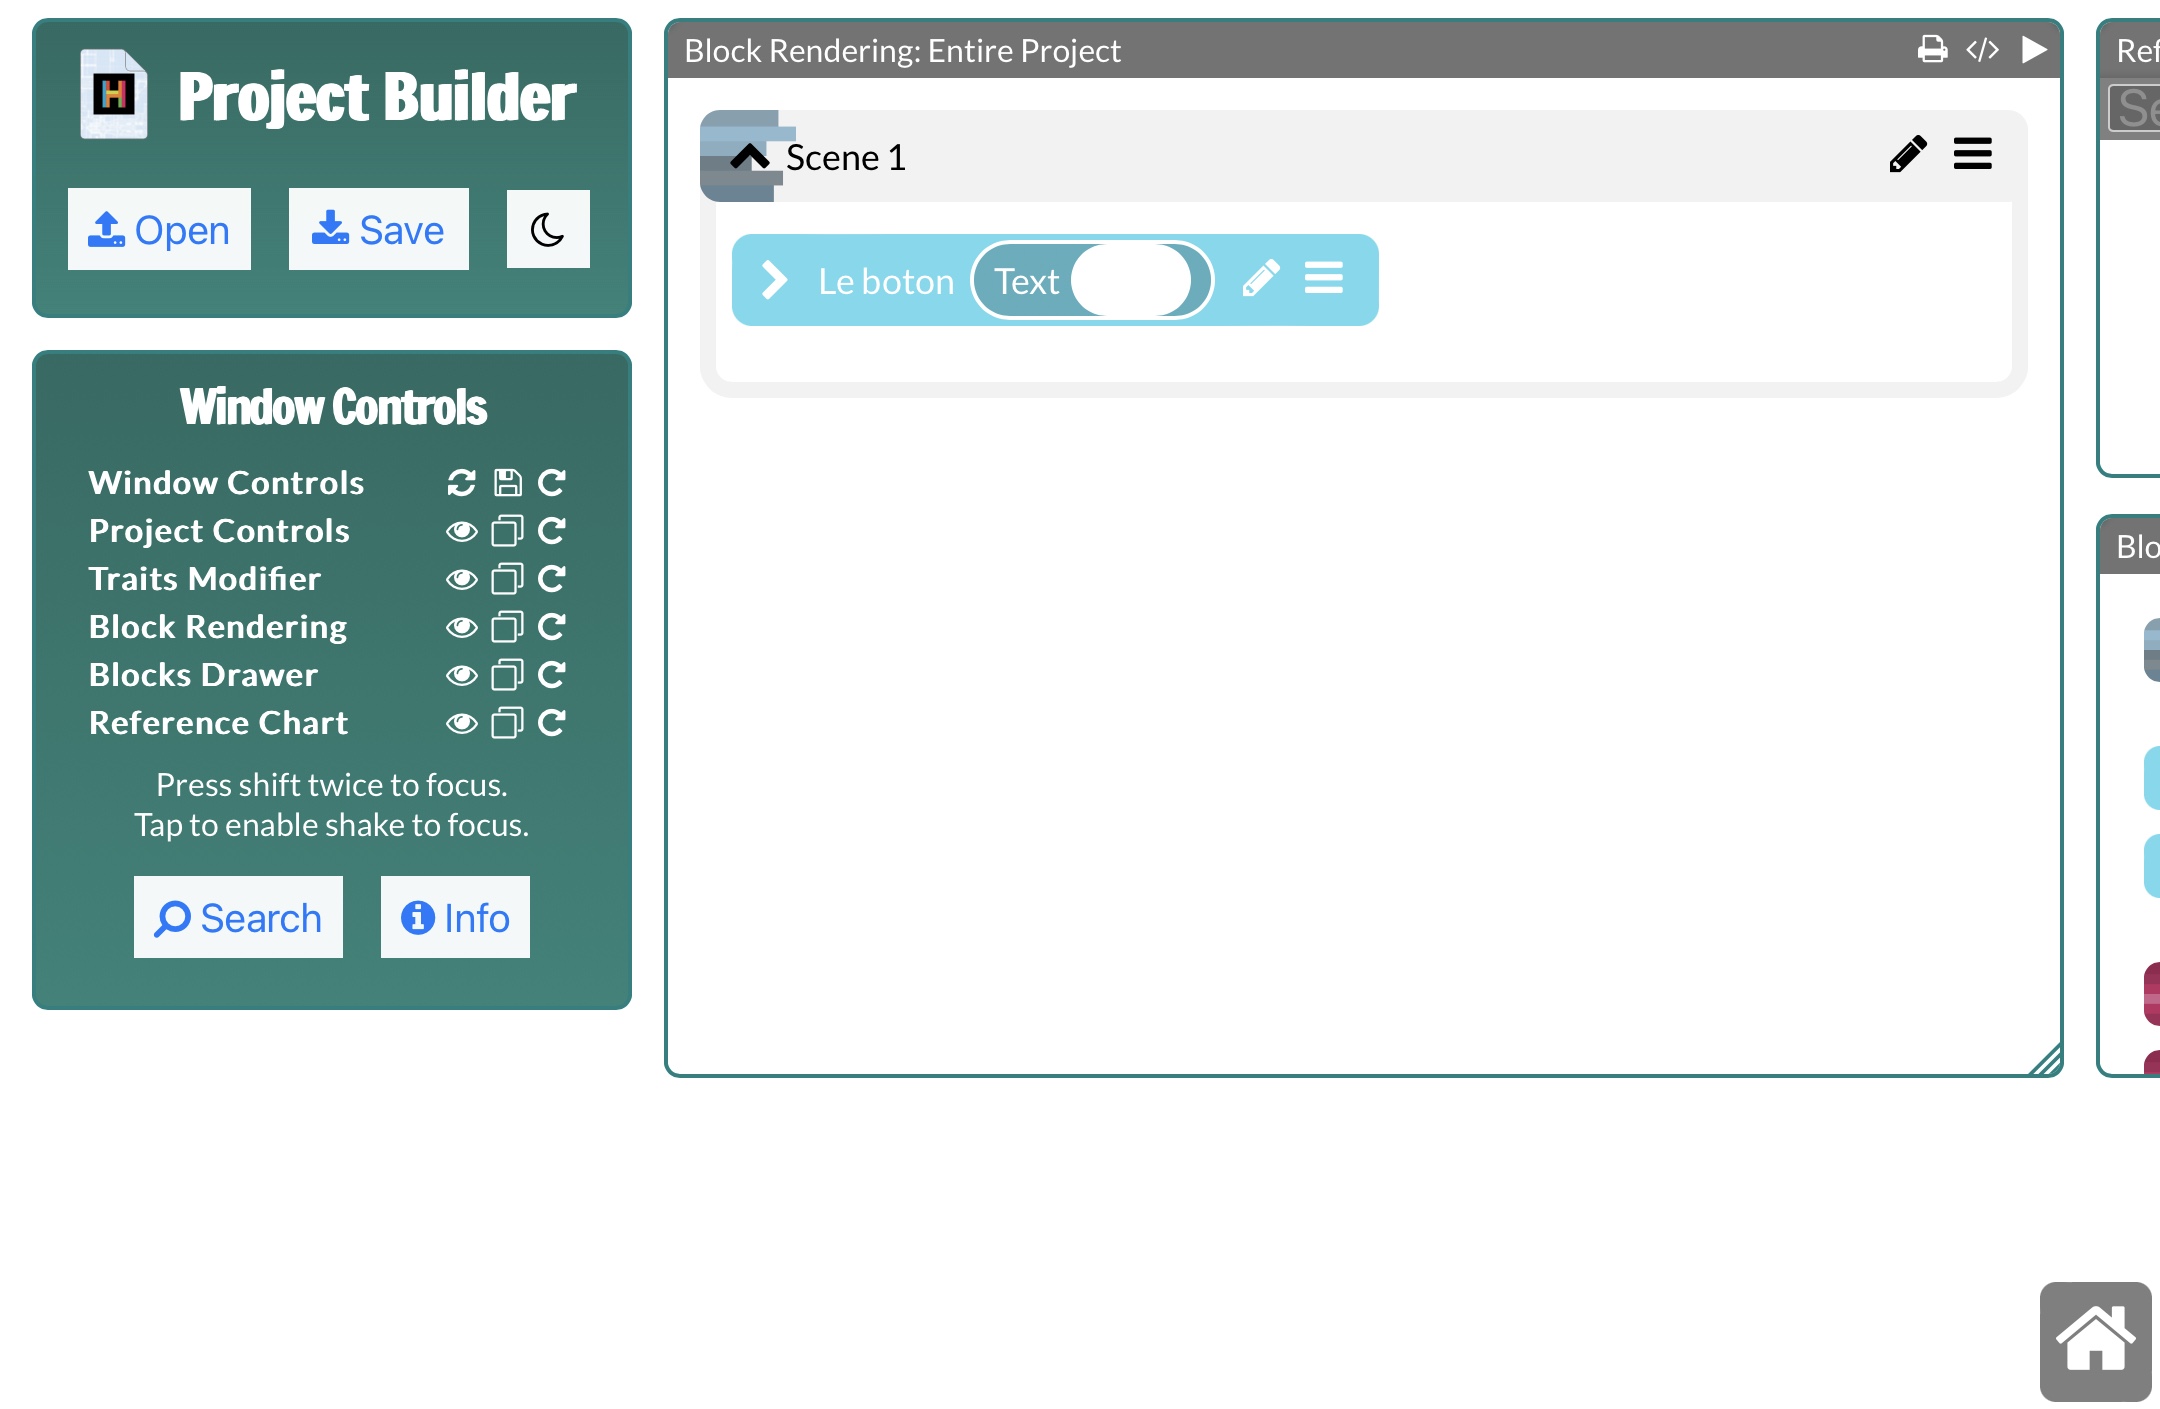 Project Builder
Open
Save
Window Controls
Window Controls
Project Controls
Traits Modifier
Block Rendering
Blocks Drawer
Reference Chart
Press shift twice to focus.
Tap to enable shake to focus.
Search
Info
Block Rendering: Entire Project
Scene 1
Le boton
Text
Ref
Se
Blo